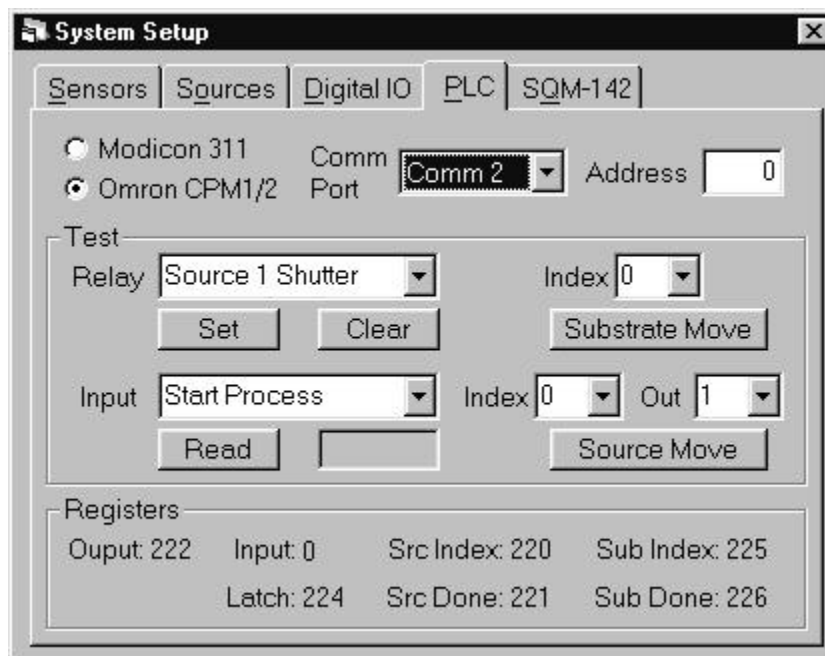 System Setup
Sensors Sources Digital IO PLC SQM-142
Modicon 311
Omron CPM1/2
Comm Port
Comm 2
Address 0
Test
Relay Source 1 Shutter Index 0
Set Clear Substrate Move
Input Start Process Index 0 Out 1
Read Source Move
Registers
Ouput: 222 Input: 0 Src Index: 220 Sub Index: 225
Latch: 224 Src Done: 221 Sub Done: 226